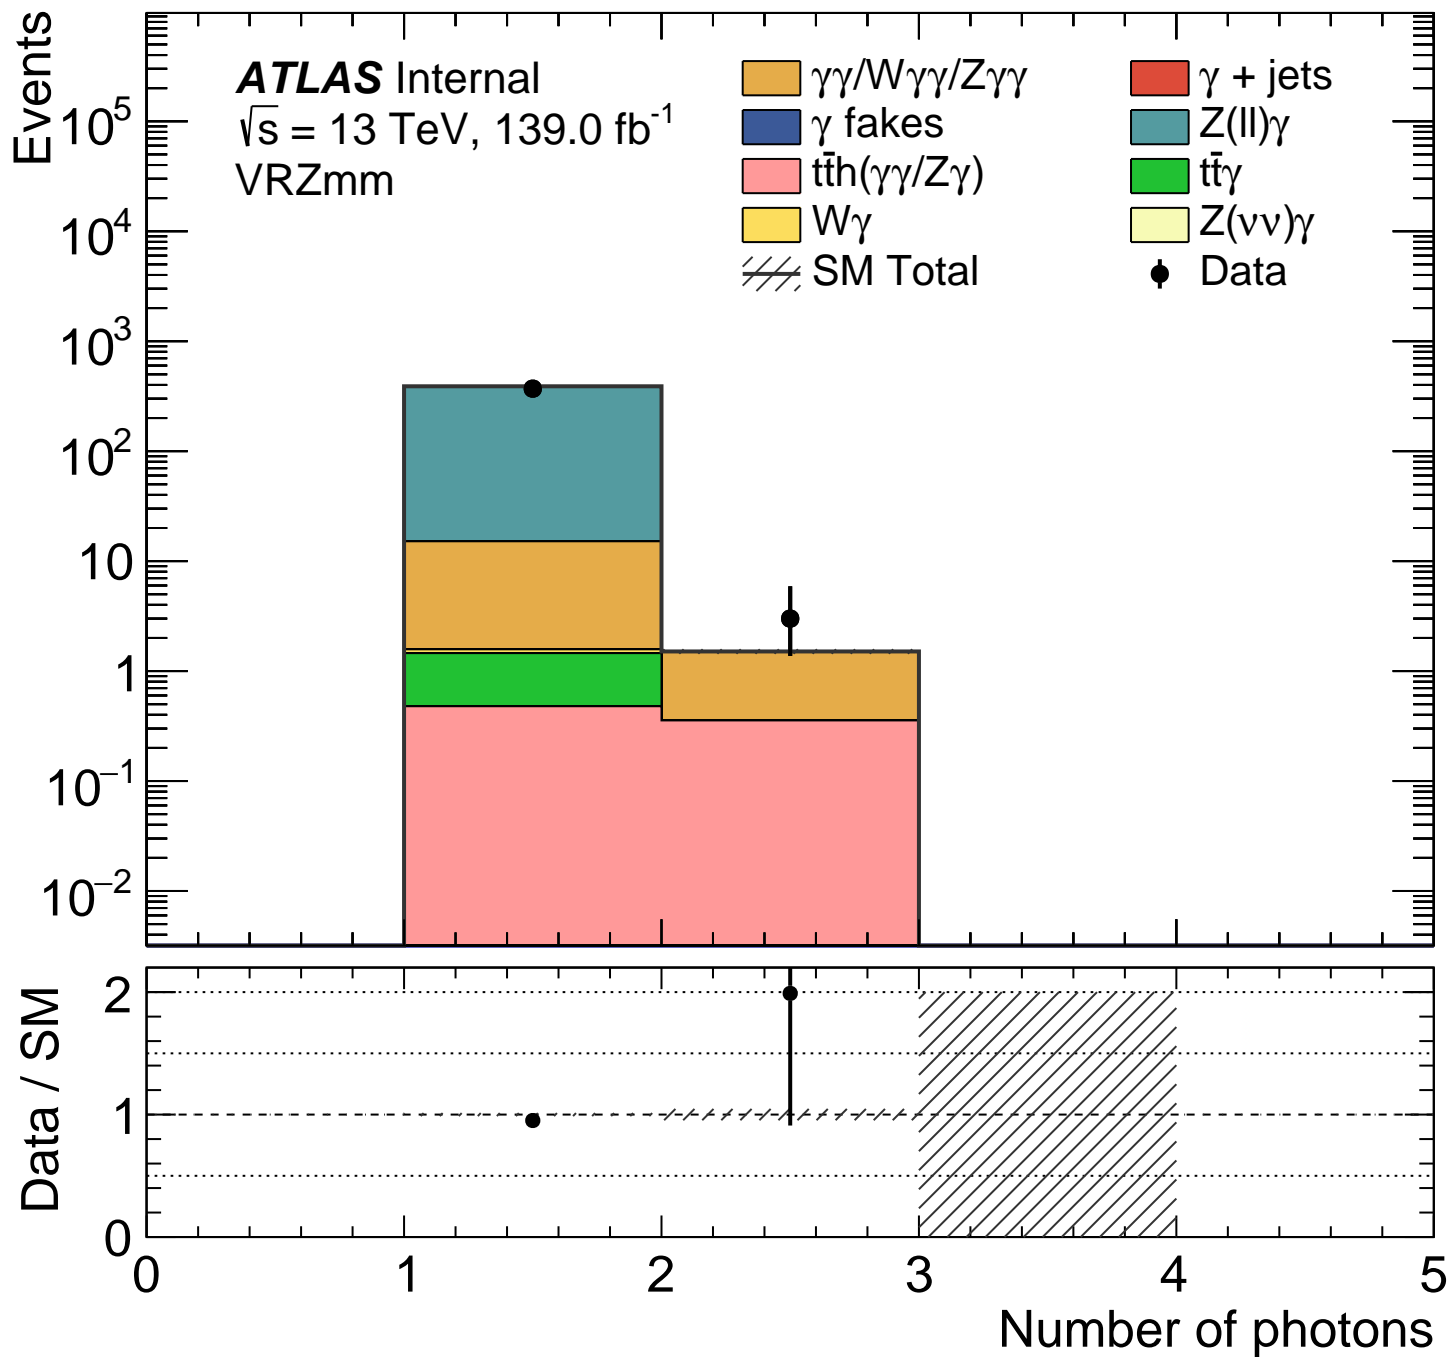 Events
ATLAS Internal
√s = 13 TeV, 139.0 fb⁻¹
VRZmm
γγ/Wγγ/Zγγ
γ + jets
γ fakes
Z(ll)γ
tt̄h(γγ/Zγ)
tt̄γ
Wγ
Z(νν)γ
SM Total
Data
10⁵
10⁴
10³
10²
10
1
10⁻¹
10⁻²
Data / SM
2
1
0
0 1 2 3 4 5
Number of photons